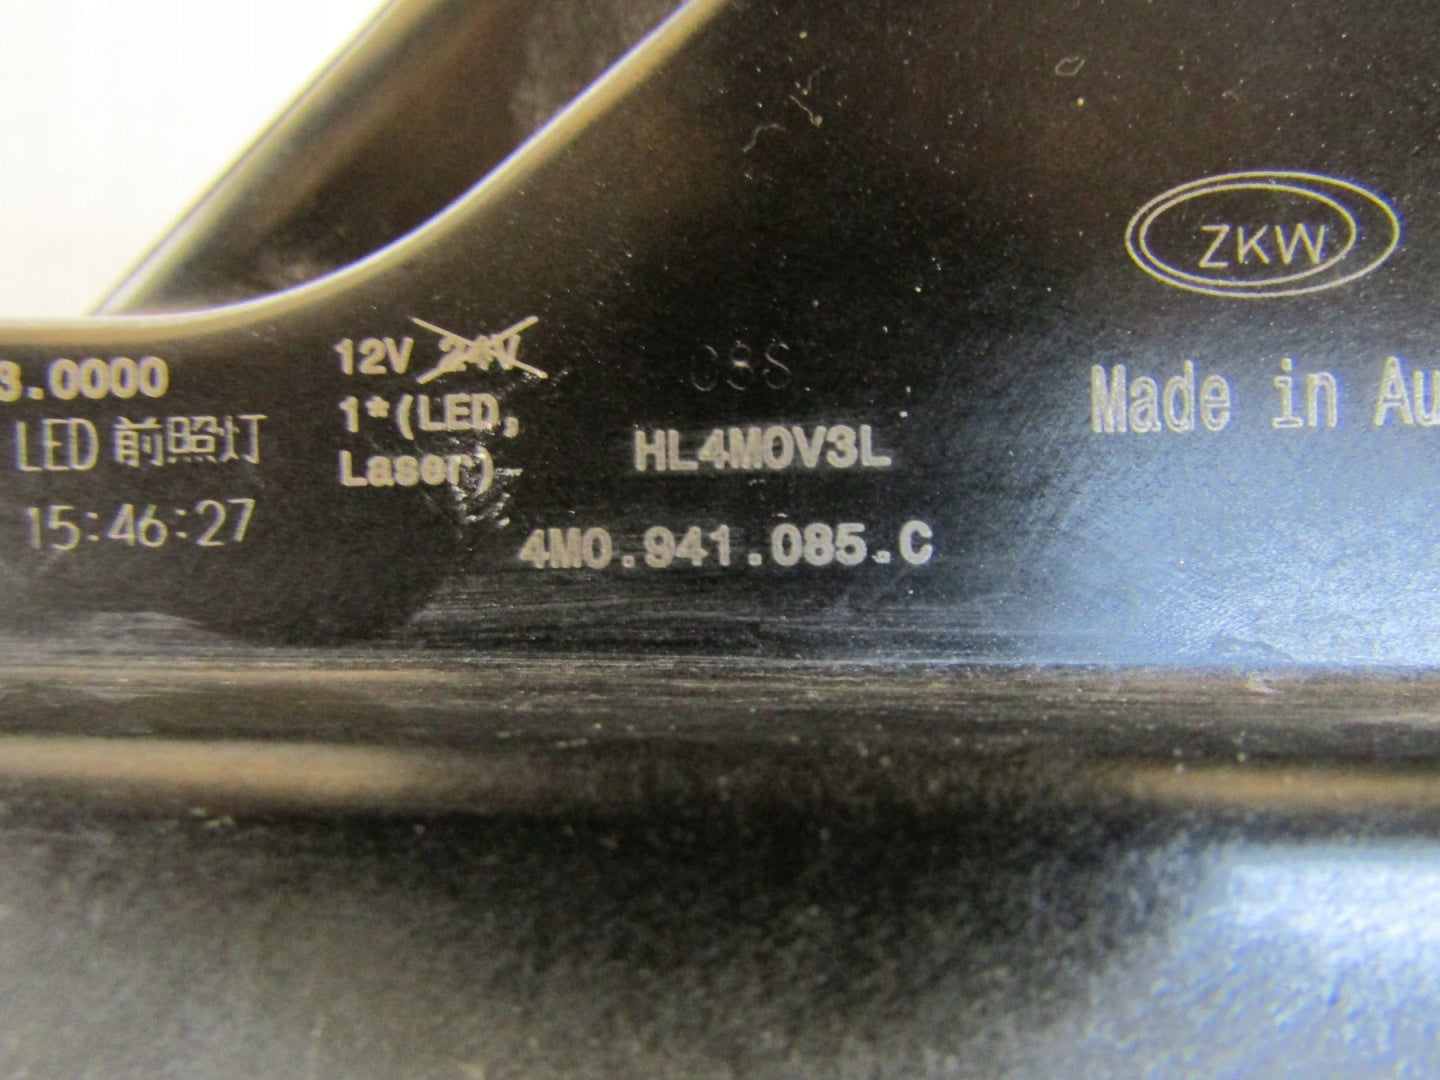 ZKW
12V 24V
3.0000
1*(LED,
LED 前照灯
Laser)
HL4M0V3L
Made in Au
15:46:27
4M0.941.085.C